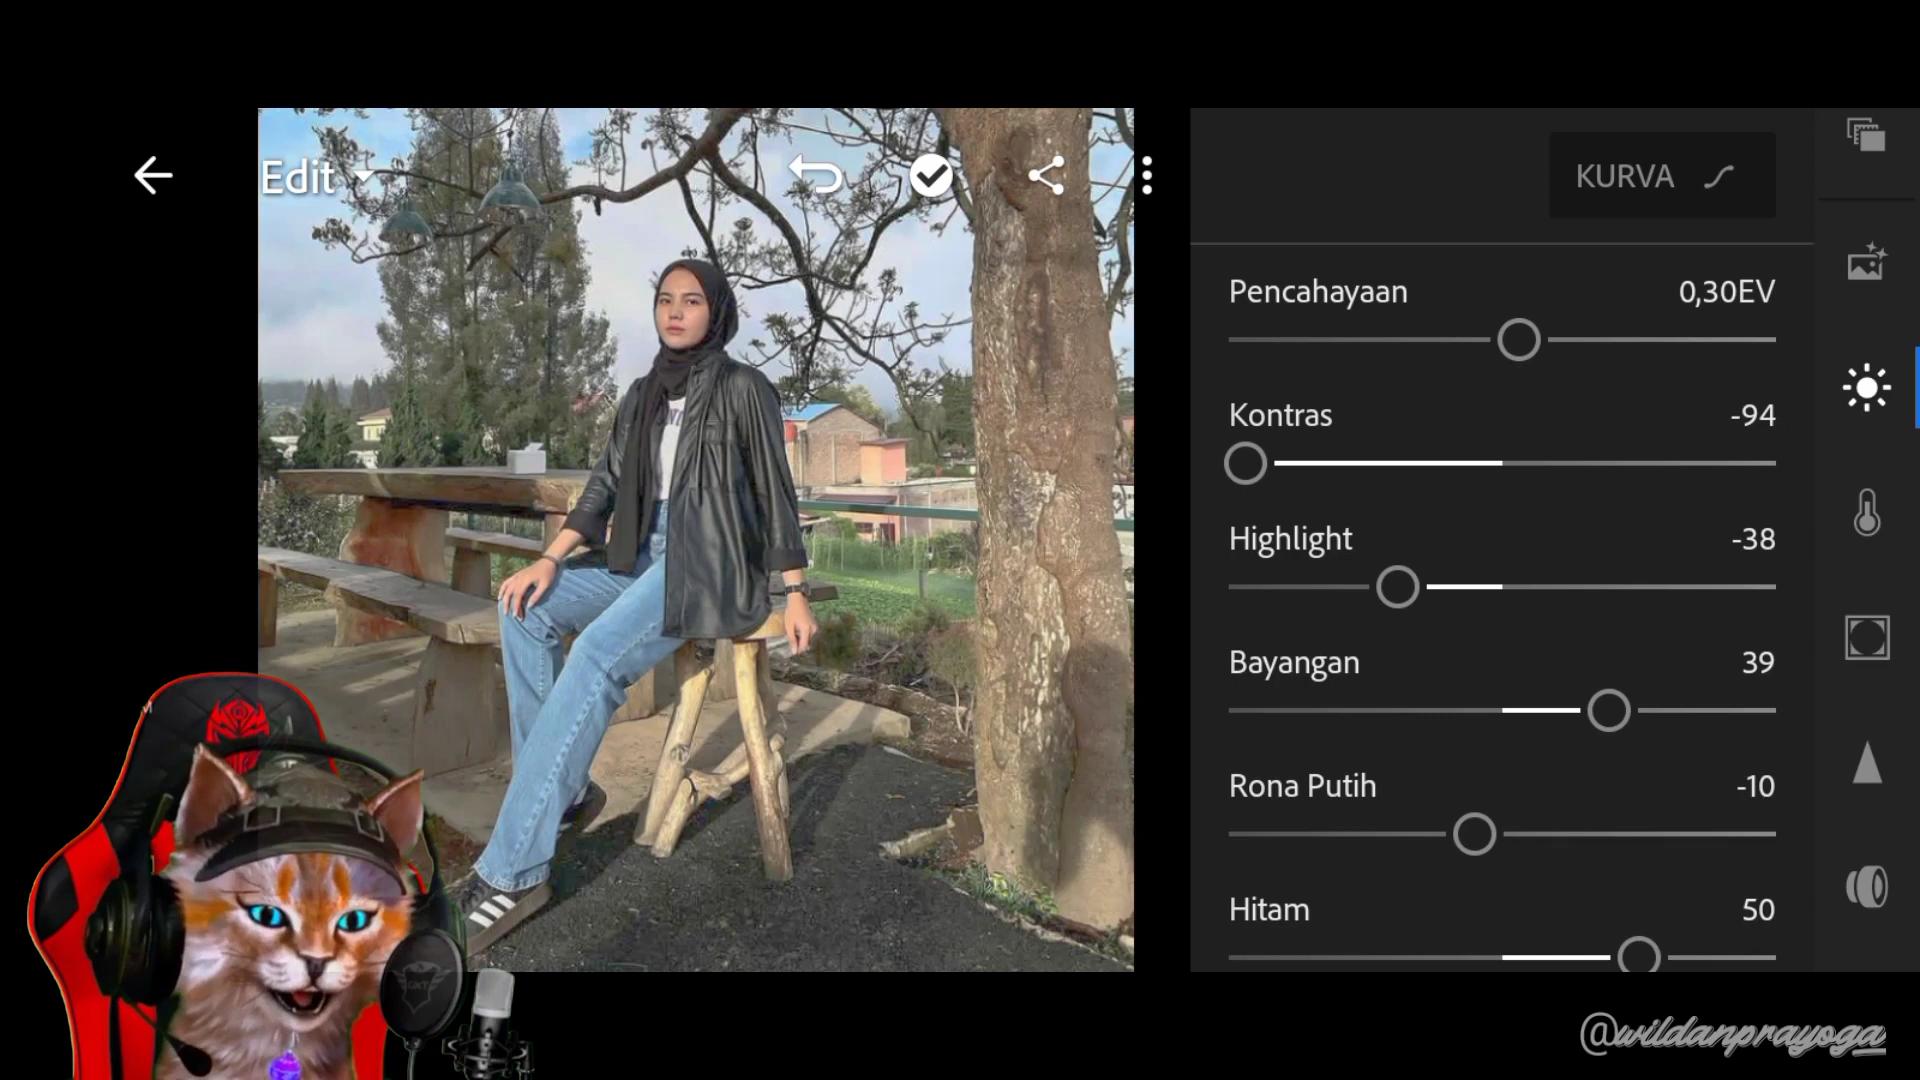 Edit
KURVA
Pencahayaan 0,30EV
Kontras -94
Highlight -38
Bayangan 39
Rona Putih -10
Hitam 50
@wildanprayoga